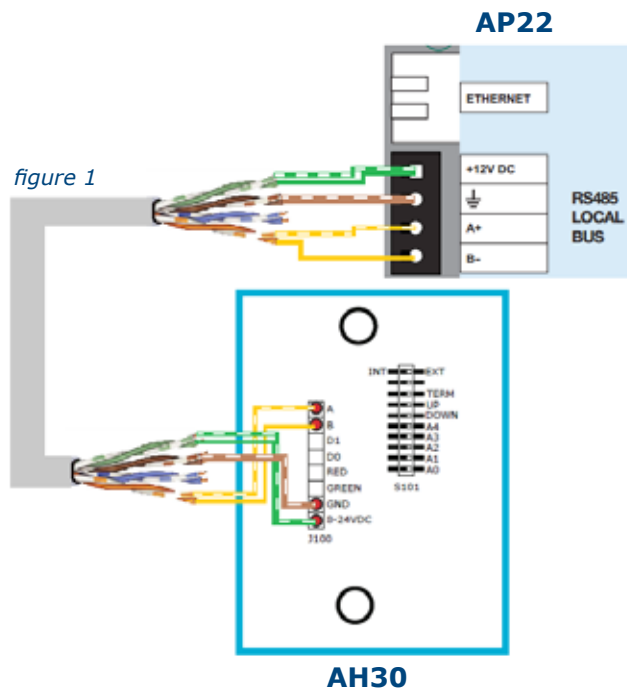 AP22
ETHERNET
figure 1
+12V DC
A+
B-
RS485
LOCAL
BUS
INT
EXT
TERM
UP
DOWN
A4
A3
A2
A1
A0
S101
A
B
D1
D0
RED
GREEN
GND
8-24VDC
J100
AH30